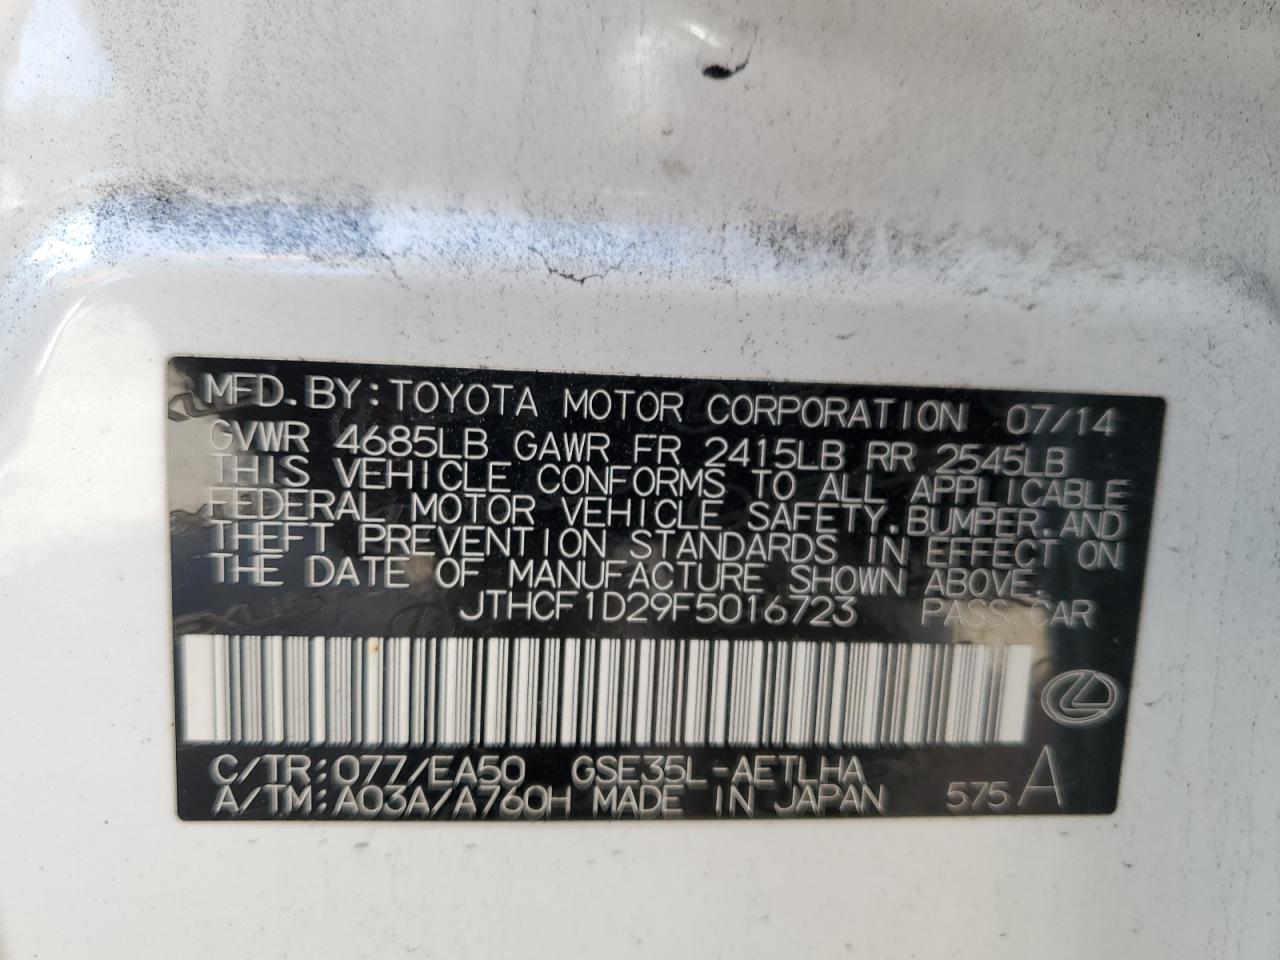 MFD. BY: TOYOTA MOTOR CORPORATION 07/14
GVWR 4685LB GAWR FR 2415LB RR 2545LB
THIS VEHICLE CONFORMS TO ALL APPLICABLE
FEDERAL MOTOR VEHICLE SAFETY, BUMPER, AND
THEFT PREVENTION STANDARDS IN EFFECT ON
THE DATE OF MANUFACTURE SHOWN ABOVE.
JTHCF1D29F5016723 PASS. CAR
C/TR: 077/EA50 GSE35L-AETLHA
A/TM: A03A/A760H MADE IN JAPAN 575 A